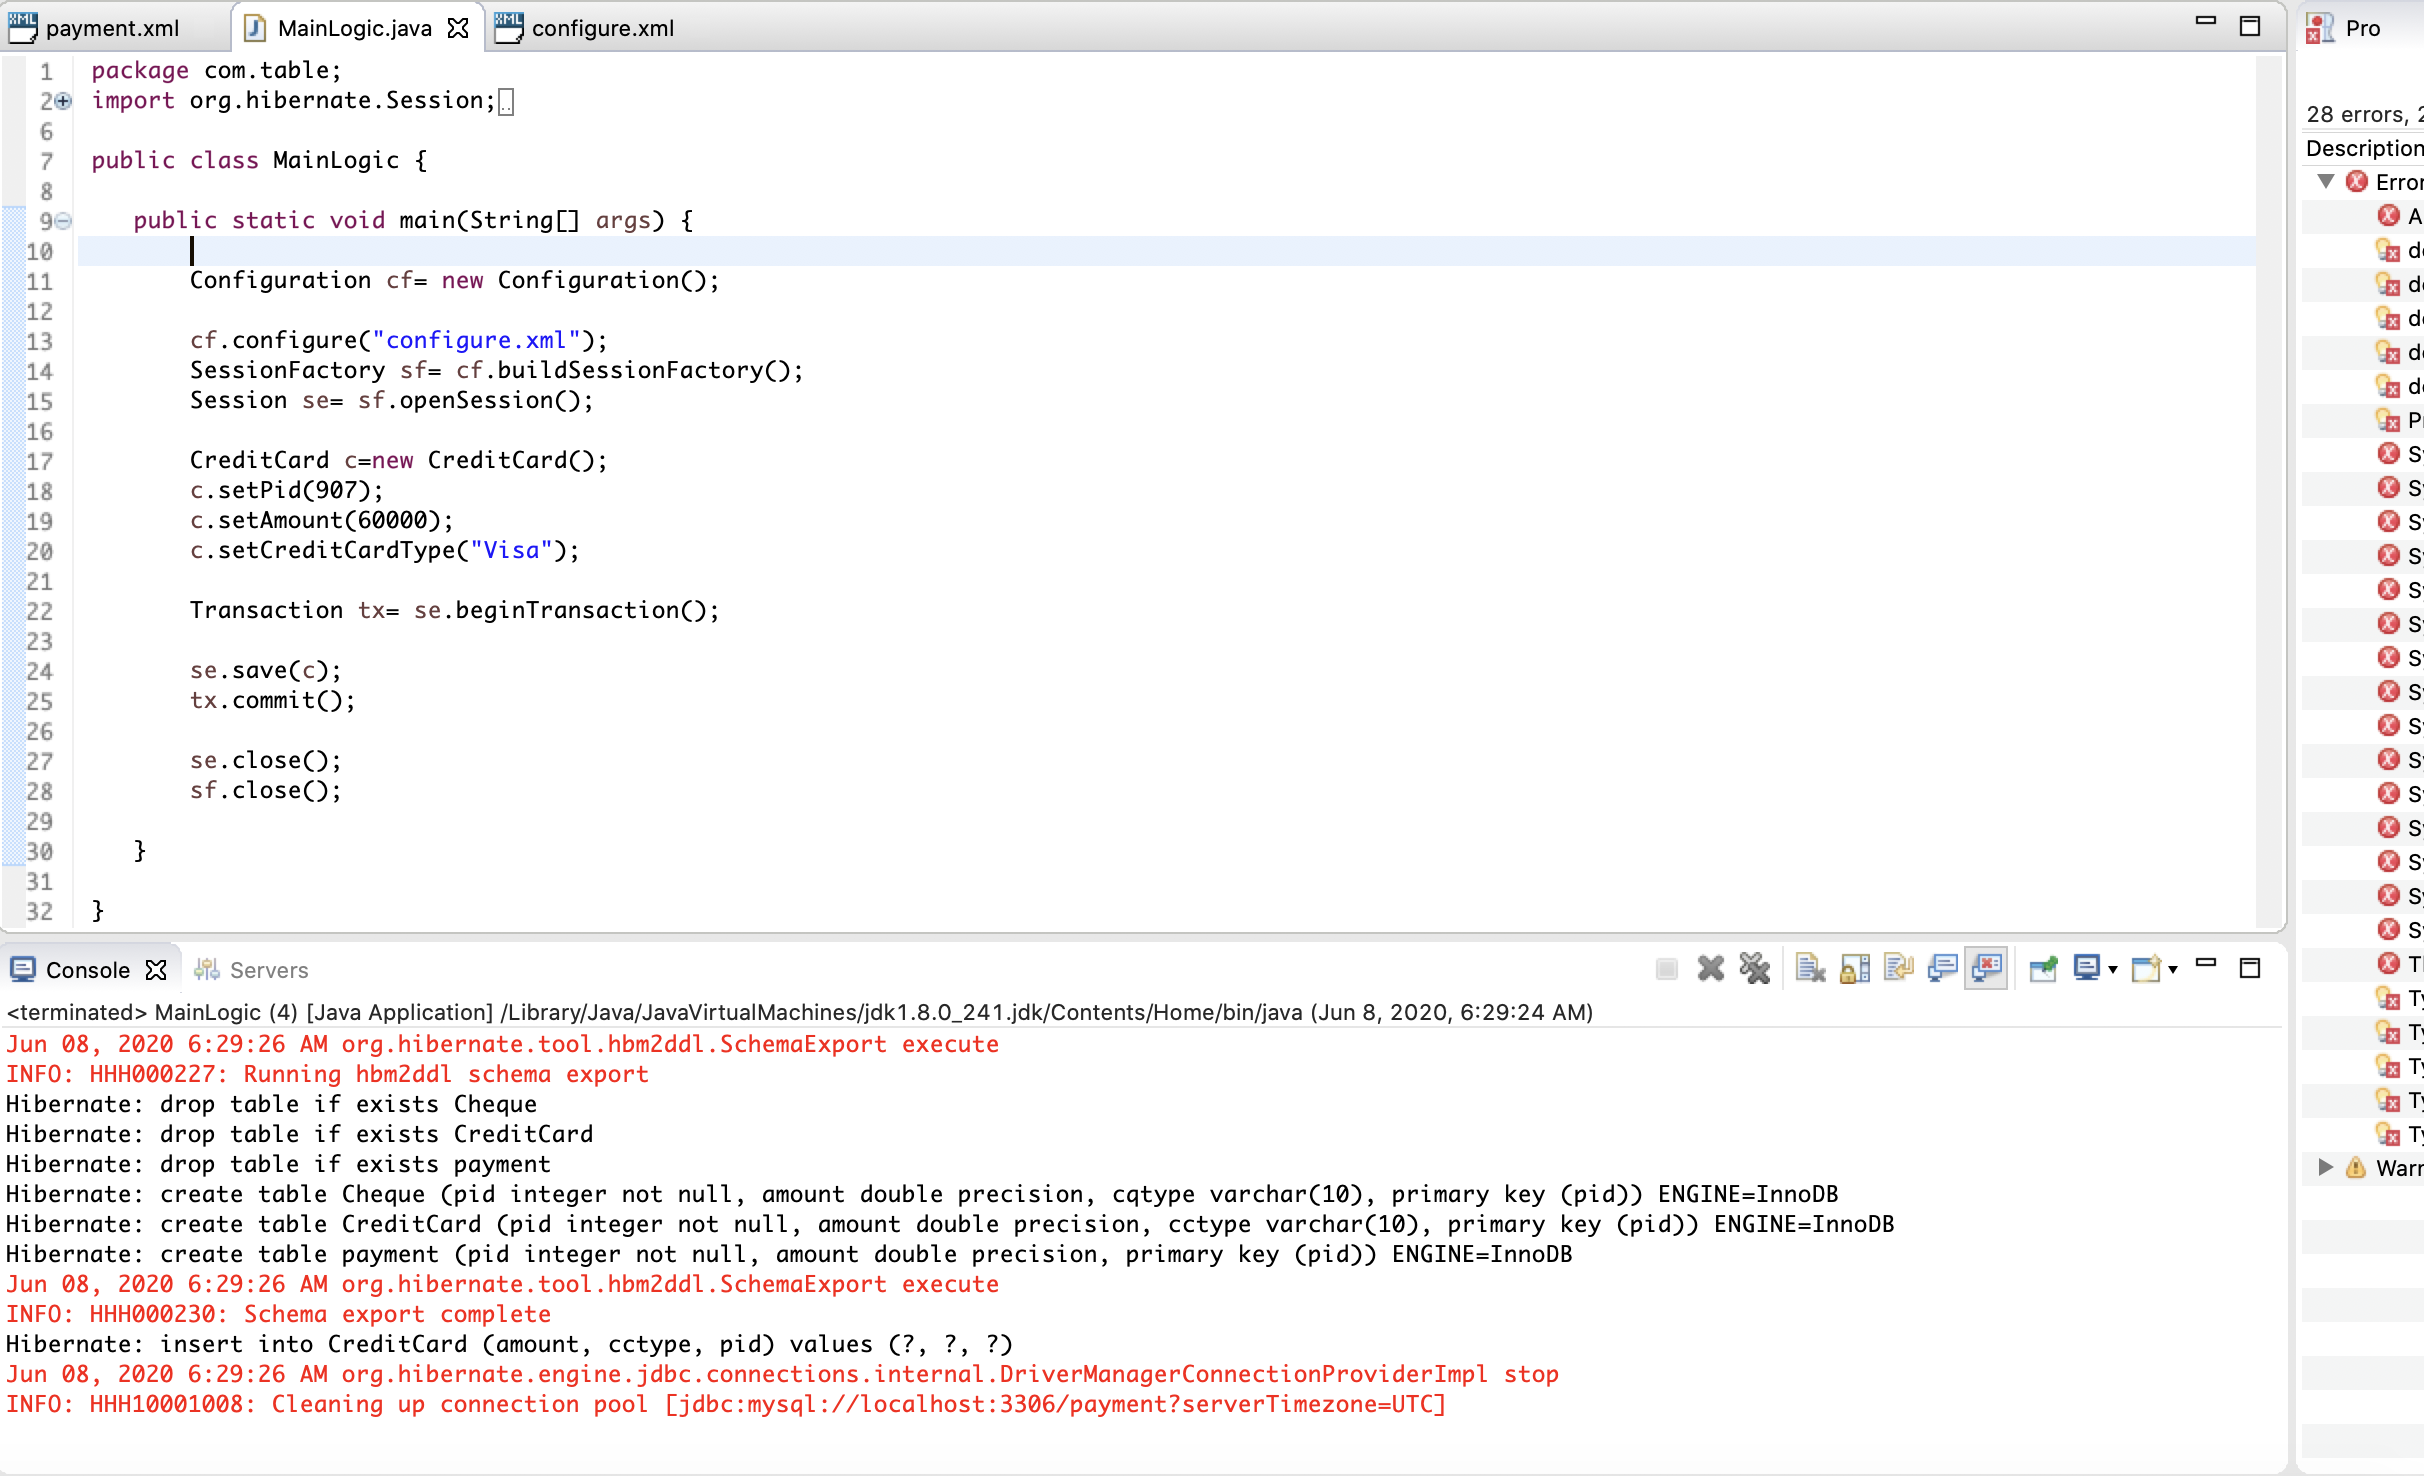 payment.xml MainLogic.java configure.xml
1 package com.table;
2 import org.hibernate.Session;
6
7 public class MainLogic {
8
9 public static void main(String[] args) {
10
11 Configuration cf= new Configuration();
12
13 cf.configure("configure.xml");
14 SessionFactory sf= cf.buildSessionFactory();
15 Session se= sf.openSession();
16
17 CreditCard c=new CreditCard();
18 c.setPid(907);
19 c.setAmount(60000);
20 c.setCreditCardType("Visa");
21
22 Transaction tx= se.beginTransaction();
23
24 se.save(c);
25 tx.commit();
26
27 se.close();
28 sf.close();
29
30 }
31
32 }
Console Servers
<terminated> MainLogic (4) [Java Application] /Library/Java/JavaVirtualMachines/jdk1.8.0_241.jdk/Contents/Home/bin/java (Jun 8, 2020, 6:29:24 AM)
Jun 08, 2020 6:29:26 AM org.hibernate.tool.hbm2ddl.SchemaExport execute
INFO: HHH000227: Running hbm2ddl schema export
Hibernate: drop table if exists Cheque
Hibernate: drop table if exists CreditCard
Hibernate: drop table if exists payment
Hibernate: create table Cheque (pid integer not null, amount double precision, cqtype varchar(10), primary key (pid)) ENGINE=InnoDB
Hibernate: create table CreditCard (pid integer not null, amount double precision, cctype varchar(10), primary key (pid)) ENGINE=InnoDB
Hibernate: create table payment (pid integer not null, amount double precision, primary key (pid)) ENGINE=InnoDB
Jun 08, 2020 6:29:26 AM org.hibernate.tool.hbm2ddl.SchemaExport execute
INFO: HHH000230: Schema export complete
Hibernate: insert into CreditCard (amount, cctype, pid) values (?, ?, ?)
Jun 08, 2020 6:29:26 AM org.hibernate.engine.jdbc.connections.internal.DriverManagerConnectionProviderImpl stop
INFO: HHH10001008: Cleaning up connection pool [jdbc:mysql://localhost:3306/payment?serverTimezone=UTC]
Pro
28 errors, 2
Description
Error